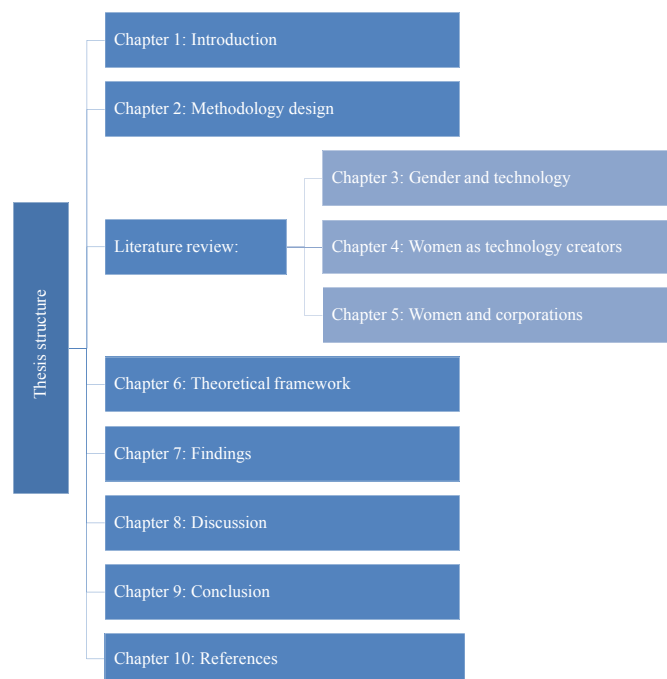 Thesis structure
Chapter 1: Introduction
Chapter 2: Methodology design
Literature review:
Chapter 3: Gender and technology
Chapter 4: Women as technology creators
Chapter 5: Women and corporations
Chapter 6: Theoretical framework
Chapter 7: Findings
Chapter 8: Discussion
Chapter 9: Conclusion
Chapter 10: References